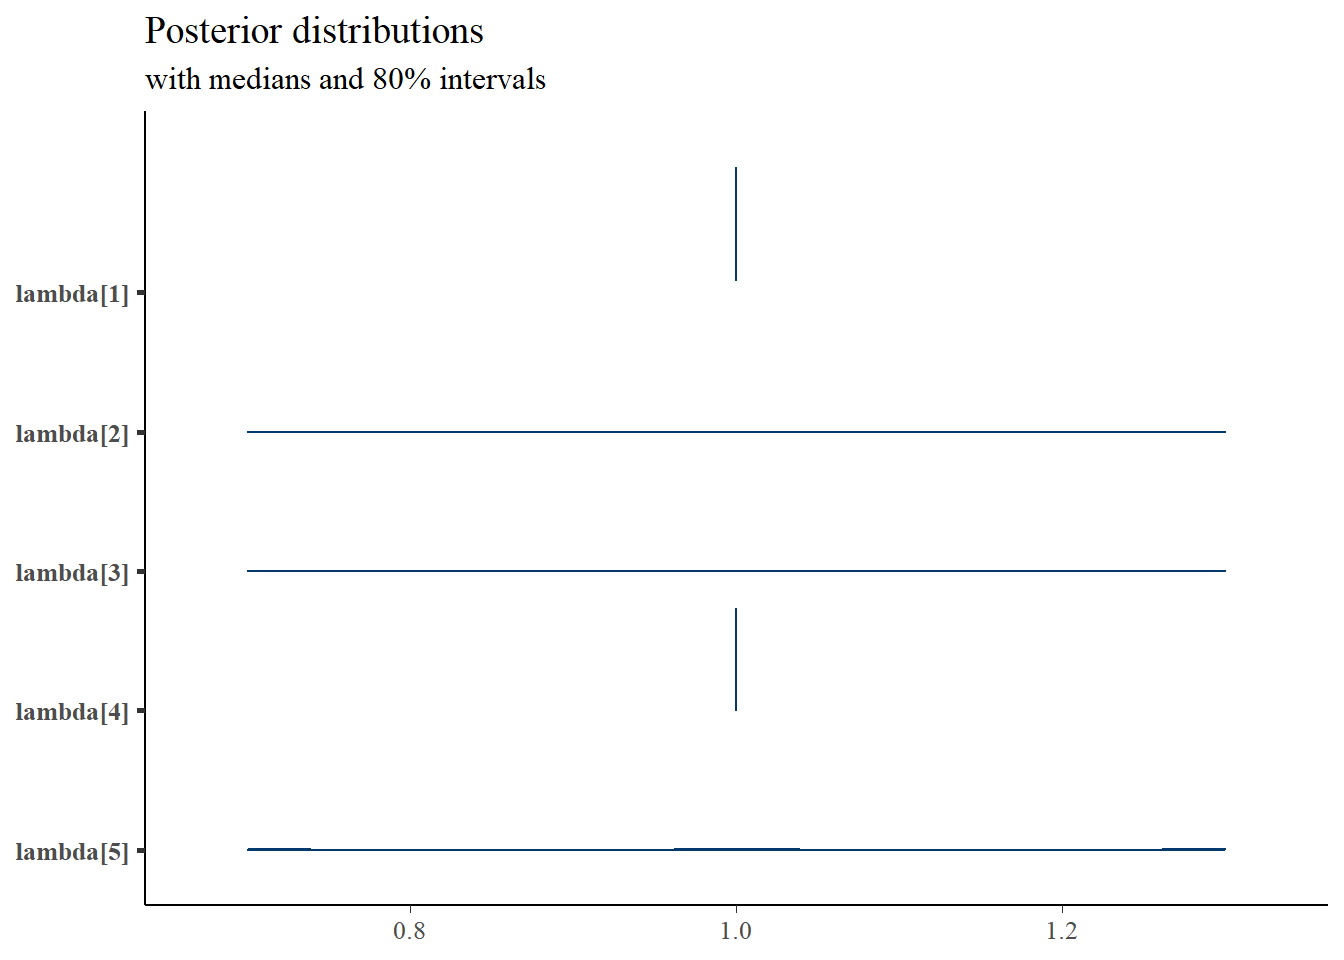 Posterior distributions
with medians and 80% intervals
lambda[1]
lambda[2]
lambda[3]
lambda[4]
lambda[5]
0.8 1.0 1.2